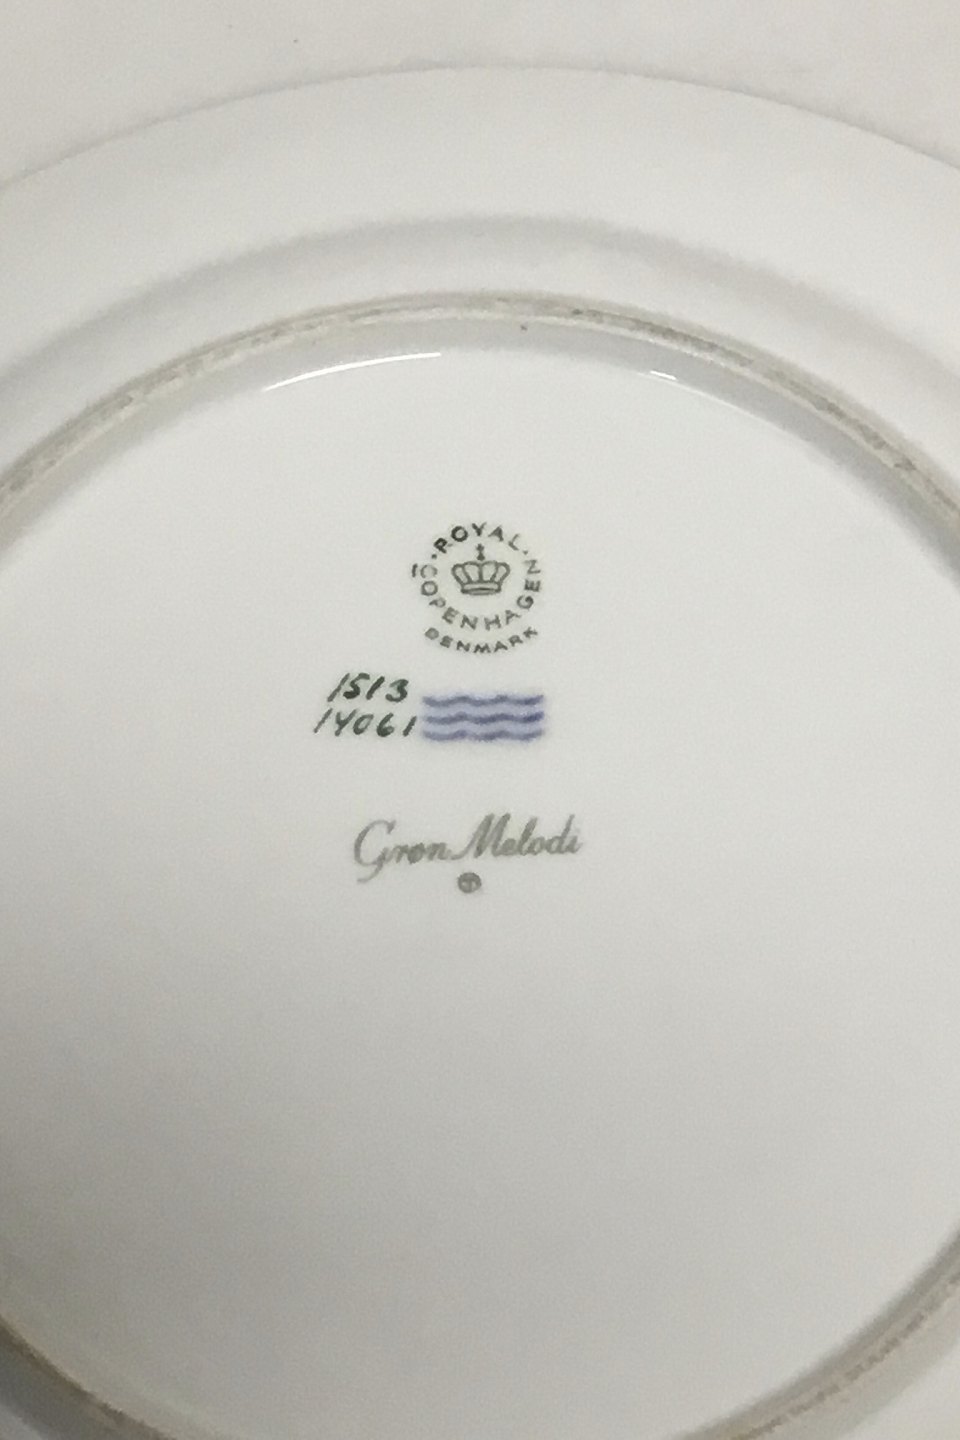 ROYAL
COPENHAGEN
DENMARK
1513
14061
Grøn Melodi